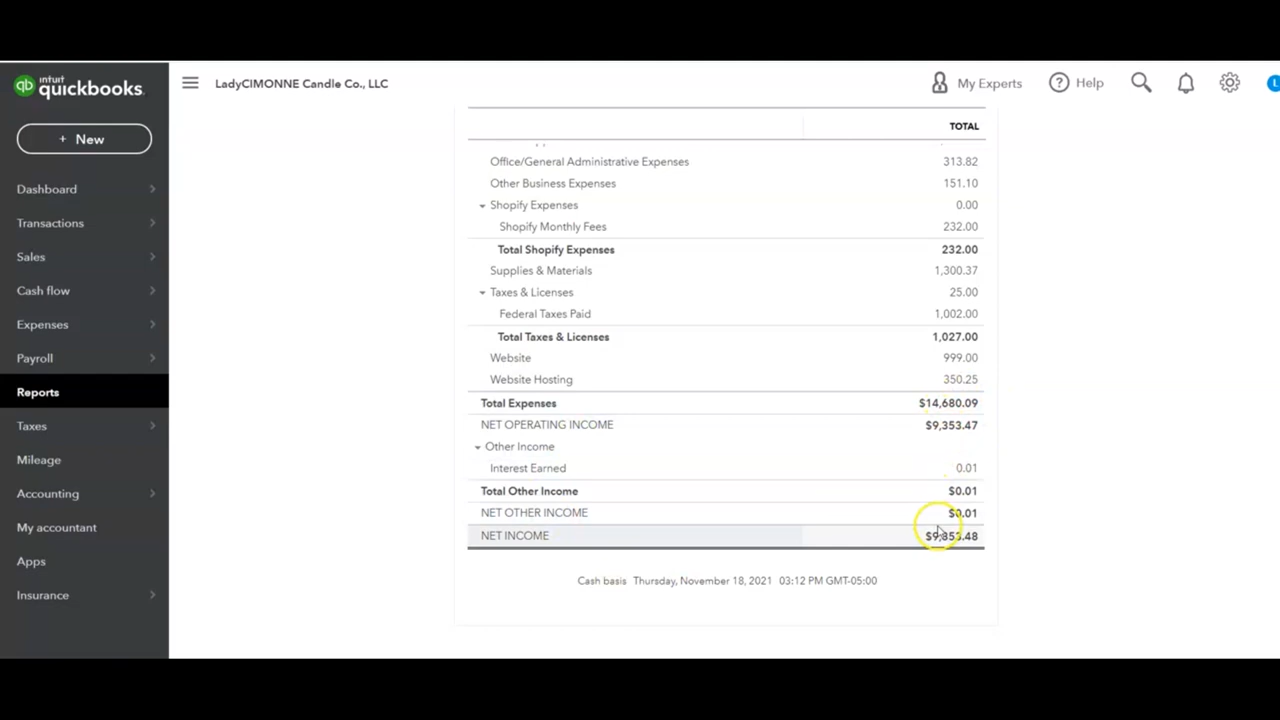 intuit quickbooks.
LadyCIMONNE Candle Co., LLC
My Experts
Help
L
+ New
Dashboard
Transactions
Sales
Cash flow
Expenses
Payroll
Reports
Taxes
Mileage
Accounting
My accountant
Apps
Insurance
TOTAL
Office/General Administrative Expenses 313.82
Other Business Expenses 151.10
Shopify Expenses 0.00
Shopify Monthly Fees 232.00
Total Shopify Expenses 232.00
Supplies & Materials 1,300.37
Taxes & Licenses 25.00
Federal Taxes Paid 1,002.00
Total Taxes & Licenses 1,027.00
Website 999.00
Website Hosting 350.25
Total Expenses $14,680.09
NET OPERATING INCOME $9,353.47
Other Income
Interest Earned 0.01
Total Other Income $0.01
NET OTHER INCOME $0.01
NET INCOME $9,353.48
Cash basis Thursday, November 18, 2021 03:12 PM GMT-05:00